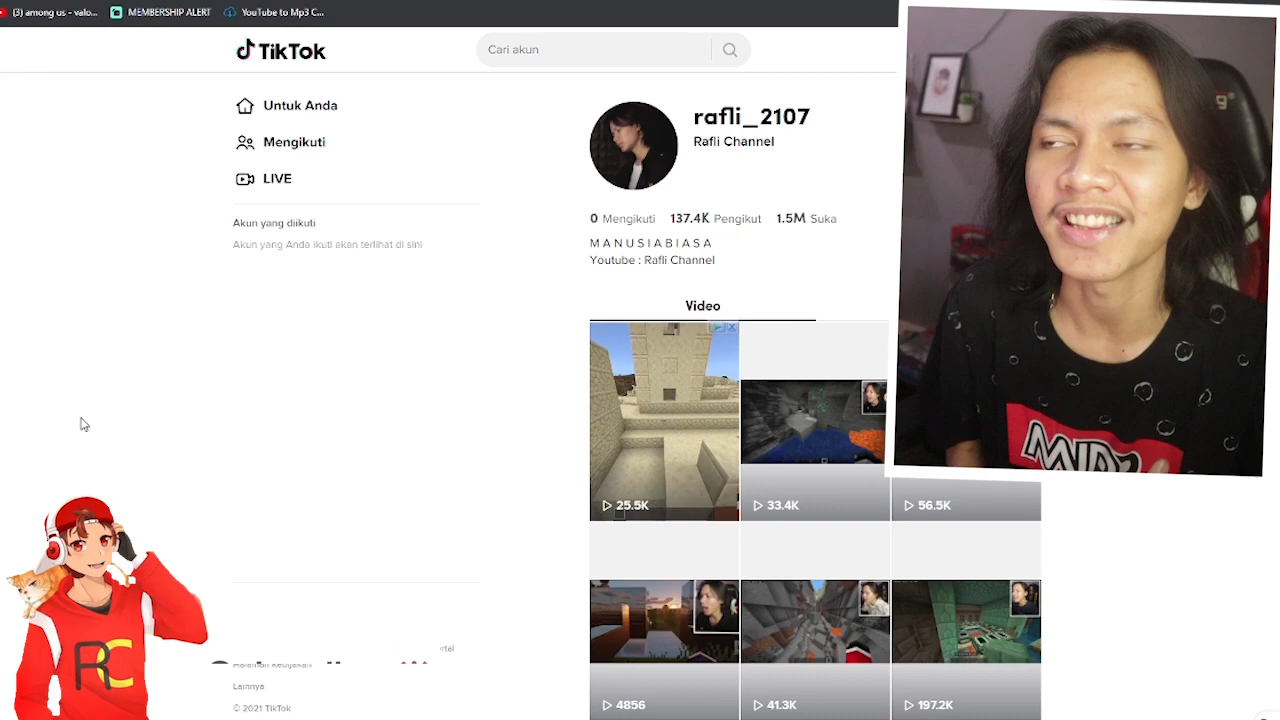 (3) among us - valo...
MEMBERSHIP ALERT
YouTube to Mp3 C...
TikTok
Cari akun
Untuk Anda
Mengikuti
LIVE
Akun yang diikuti
Akun yang Anda ikuti akan terlihat di sini
rafli_2107
Rafli Channel
0 Mengikuti 137.4K Pengikut 1.5M Suka
M A N U S I A B I A S A
Youtube : Rafli Channel
Video
25.5K
33.4K
56.5K
4856
41.3K
197.2K
RC
Lainnya
© 2021 TikTok